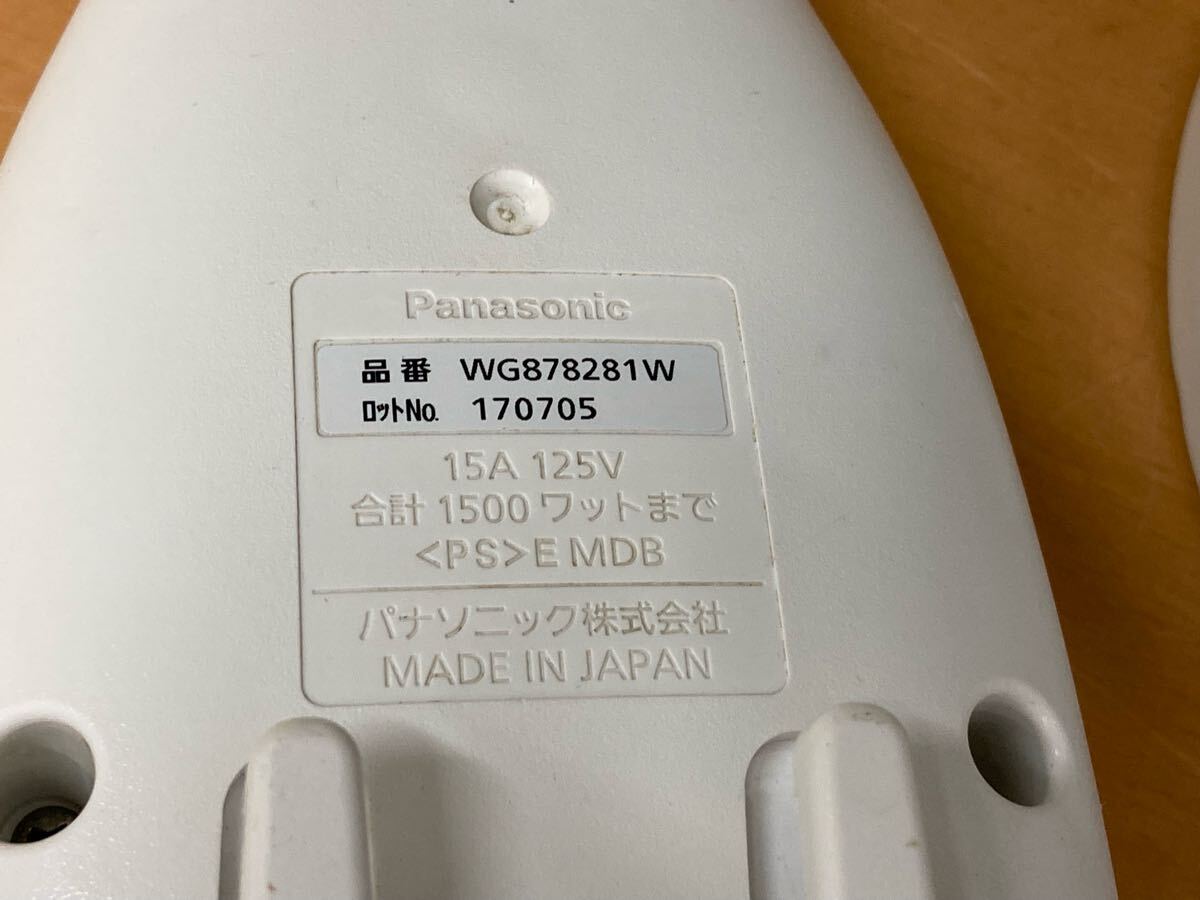 Panasonic
品番 WG878281W
ロットNo. 170705
15A 125V
合計 1500 ワットまで
<PS>E MDB
パナソニック株式会社
MADE IN JAPAN